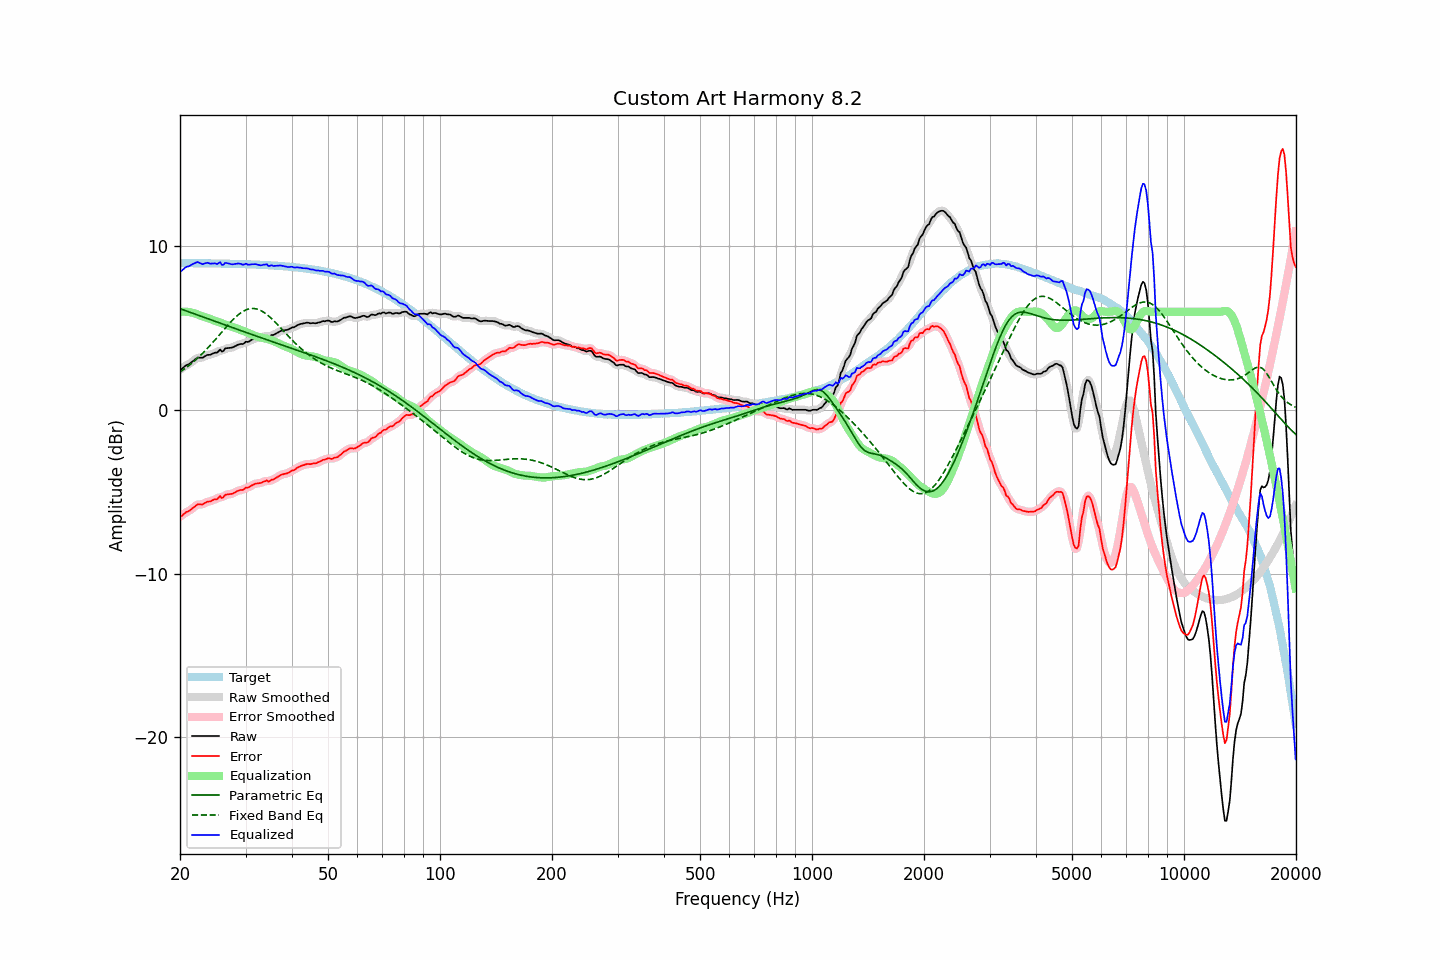 Custom Art Harmony 8.2
Amplitude (dBr)
10
0
−10
−20
Target
Raw Smoothed
Error Smoothed
Raw
Error
Equalization
Parametric Eq
Fixed Band Eq
Equalized
20 50 100 200 500 1000 2000 5000 10000 20000
Frequency (Hz)